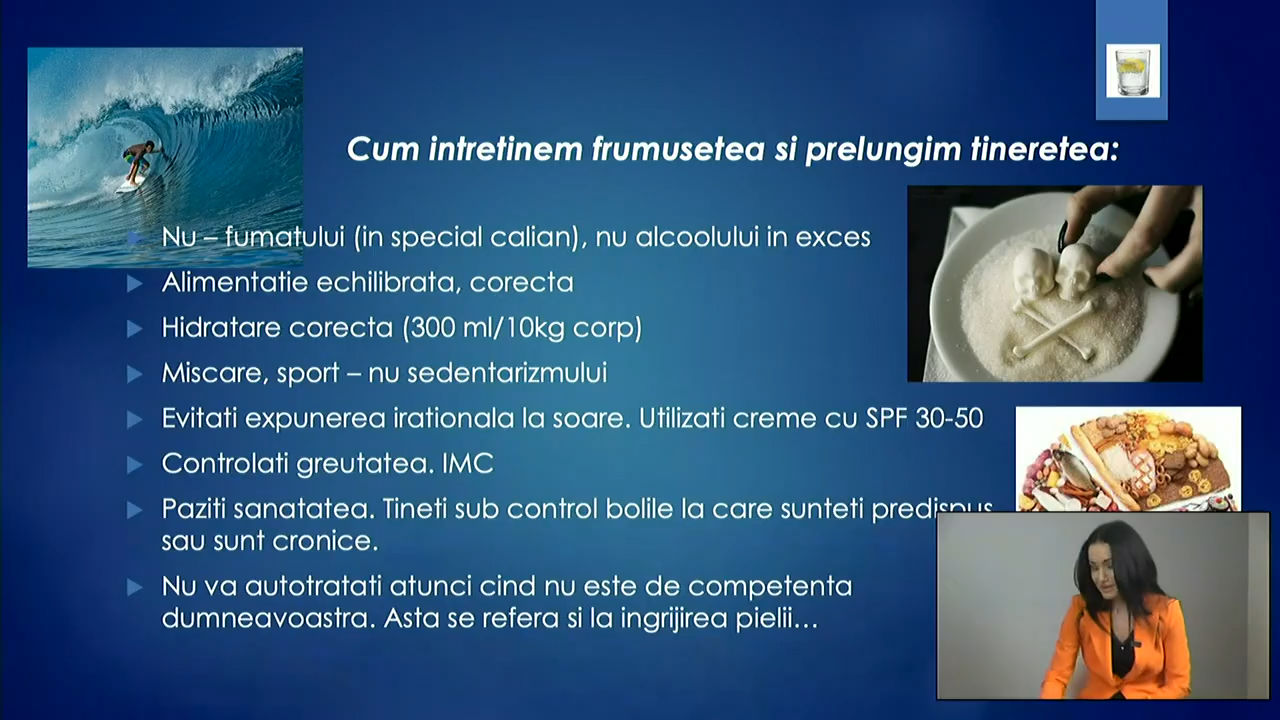 Cum intretinem frumusetea si prelungim tineretea:
Nu – fumatului (in special calian), nu alcoolului in exces
Alimentatie echilibrata, corecta
Hidratare corecta (300 ml/10kg corp)
Miscare, sport – nu sedentarizmului
Evitati expunerea irationala la soare. Utilizati creme cu SPF 30-50
Controlati greutatea. IMC
Paziti sanatatea. Tineti sub control bolile la care sunteti predispus
sau sunt cronice.
Nu va autotratati atunci cind nu este de competenta
dumneavoastra. Asta se refera si la ingrijirea pielii…